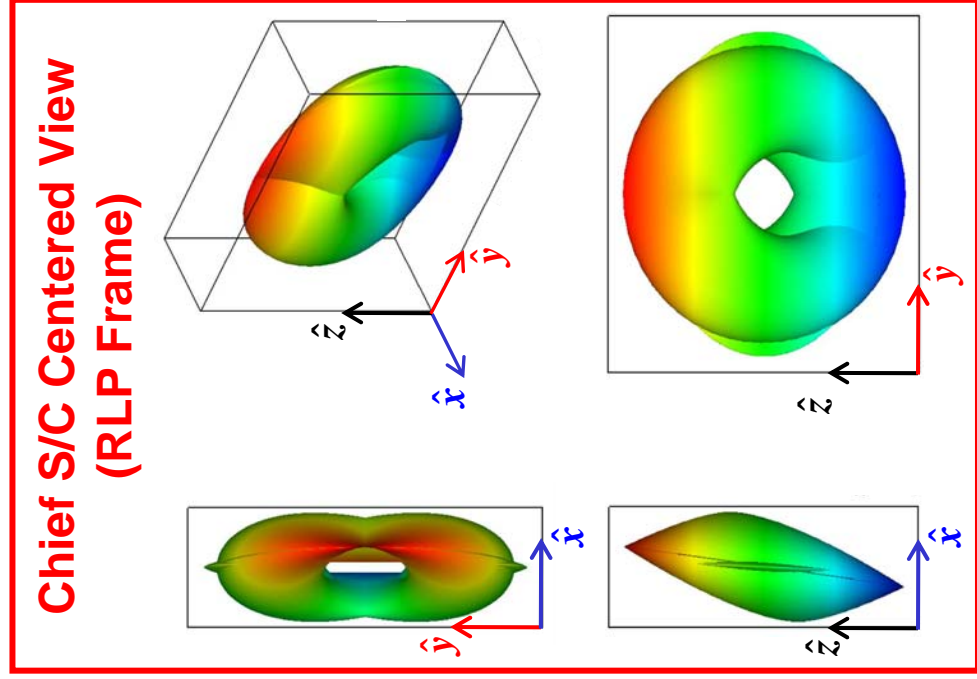 Chief S/C Centered View
(RLP Frame)
ẑ
x̂
ŷ
ŷ
x̂
ẑ
ŷ
ẑ
x̂